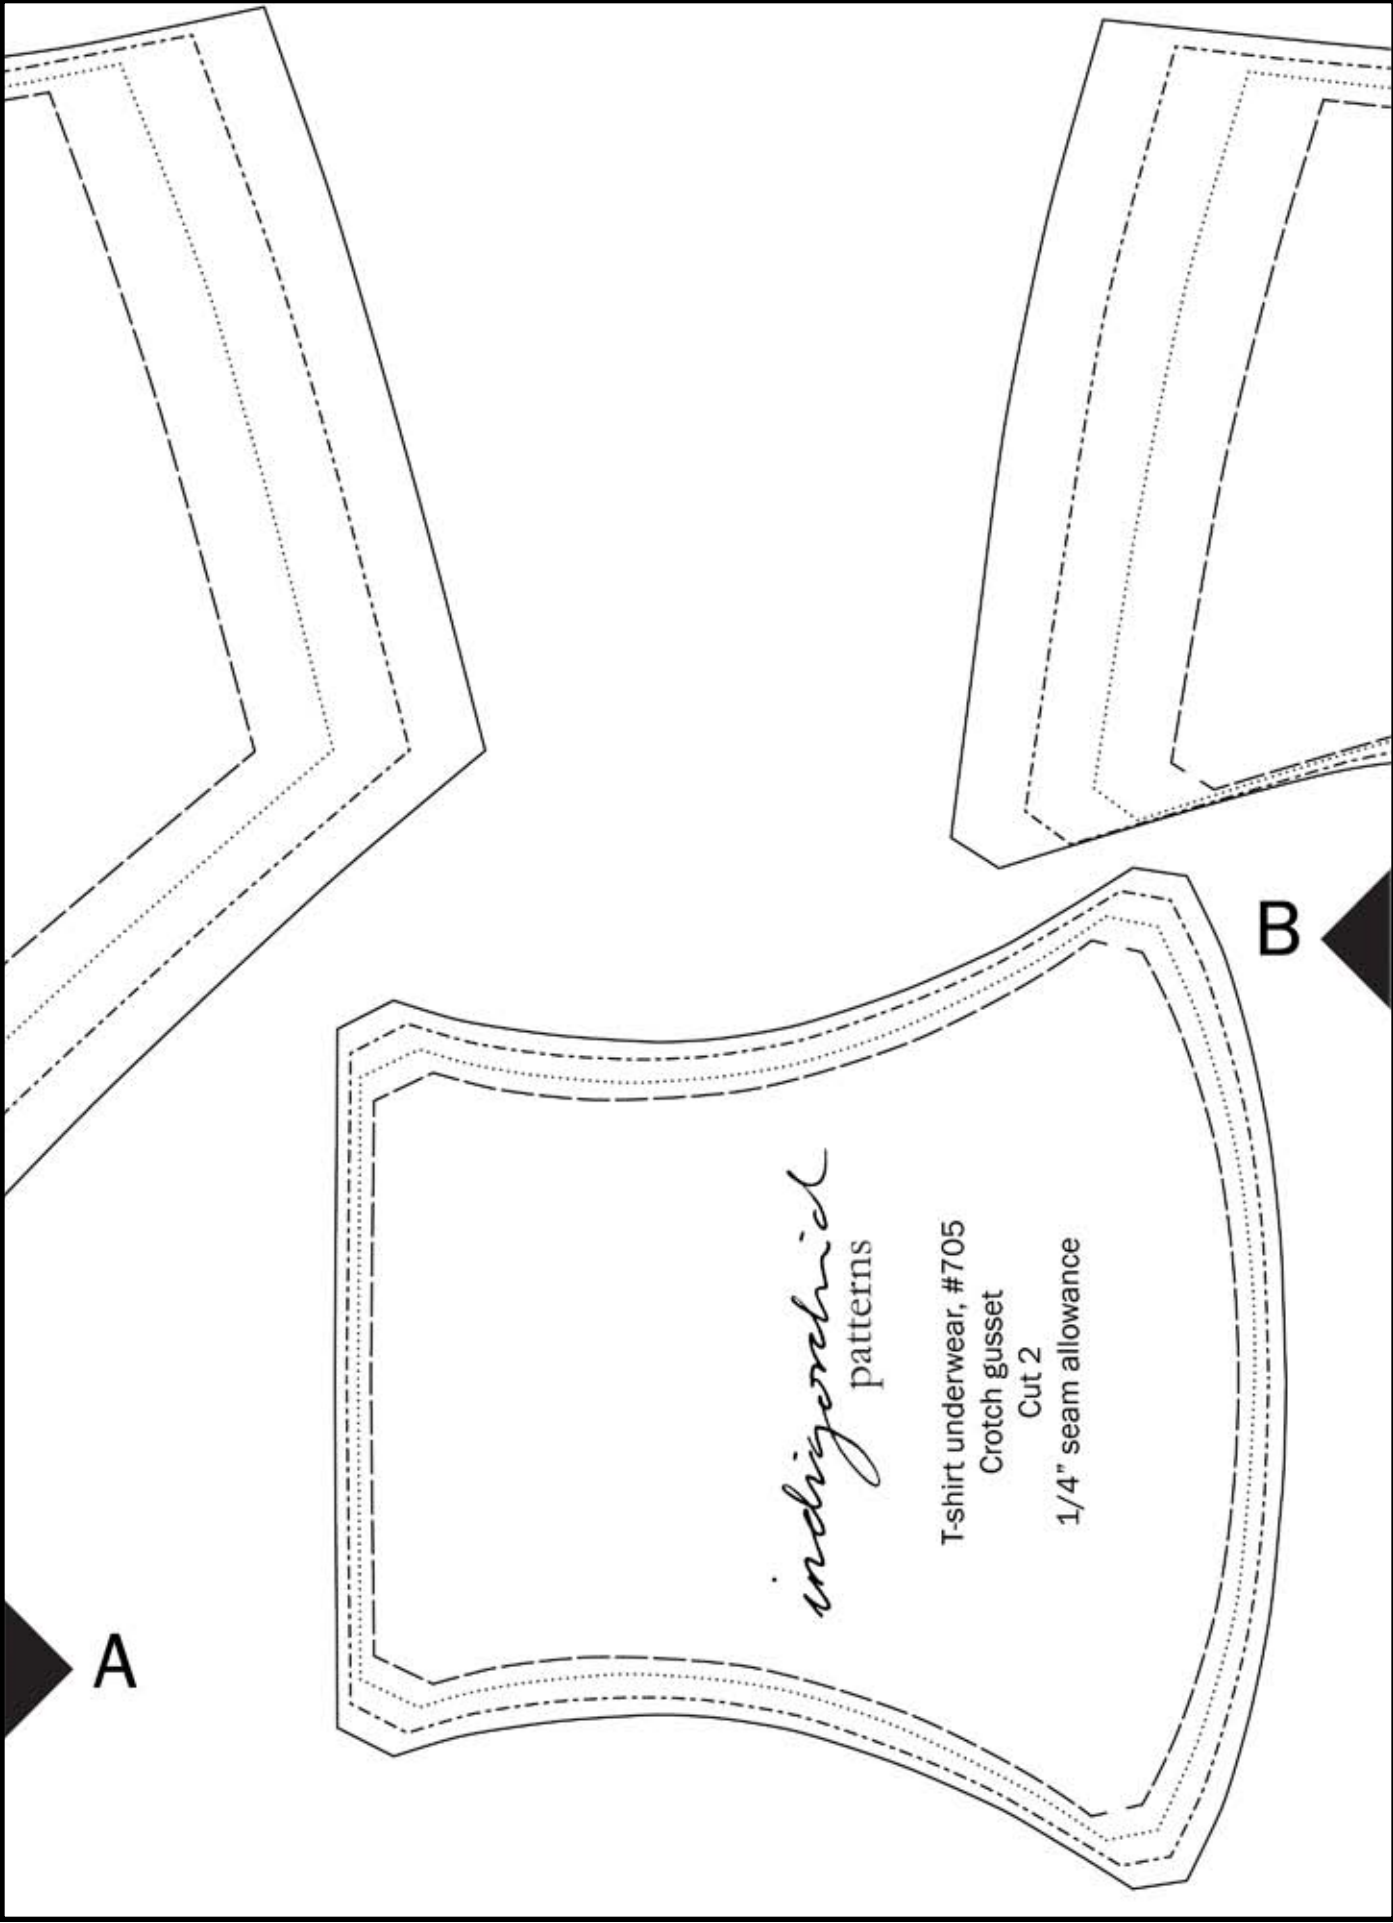 B
indigorchid
patterns
T-shirt underwear, #705
Crotch gusset
Cut 2
1/4” seam allowance
A